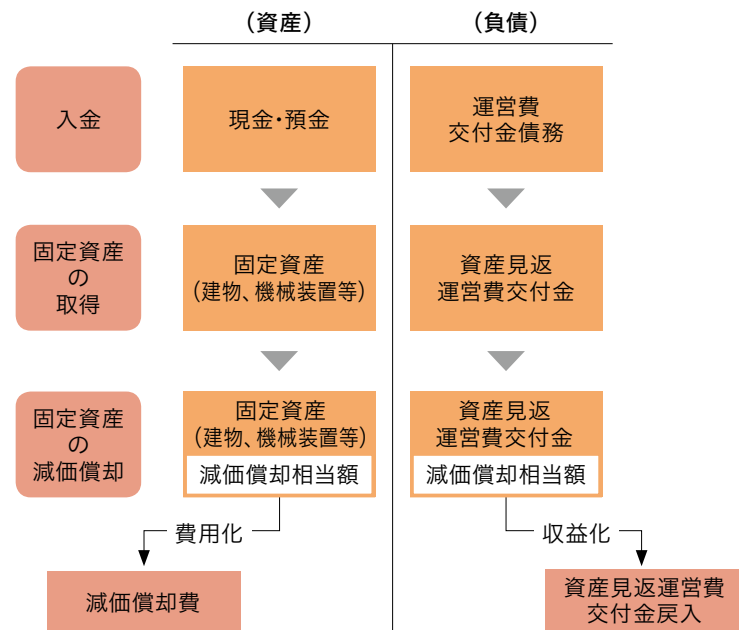 （資産）
（負債）
入金
現金・預金
運営費
交付金債務
固定資産
の
取得
固定資産
（建物、機械装置等）
資産見返
運営費交付金
固定資産
の
減価償却
固定資産
（建物、機械装置等）
減価償却相当額
資産見返
運営費交付金
減価償却相当額
費用化
収益化
減価償却費
資産見返運営費
交付金戻入